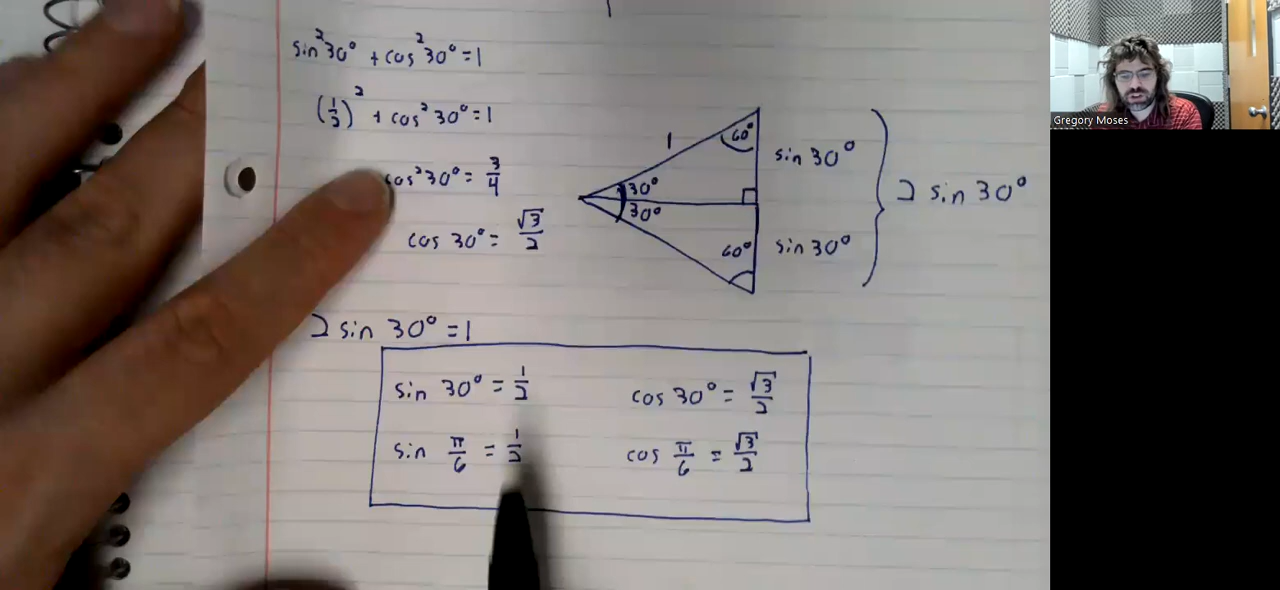 sin²30° + cos²30° = 1
(1/2)² + cos²30° = 1
cos²30° = 3/4
cos 30° = √3/2
1
60°
sin 30°
30°
30°
2 sin 30°
60°
sin 30°
2 sin 30° = 1
sin 30° = 1/2
cos 30° = √3/2
sin π/6 = 1/2
cos π/6 = √3/2
Gregory Moses